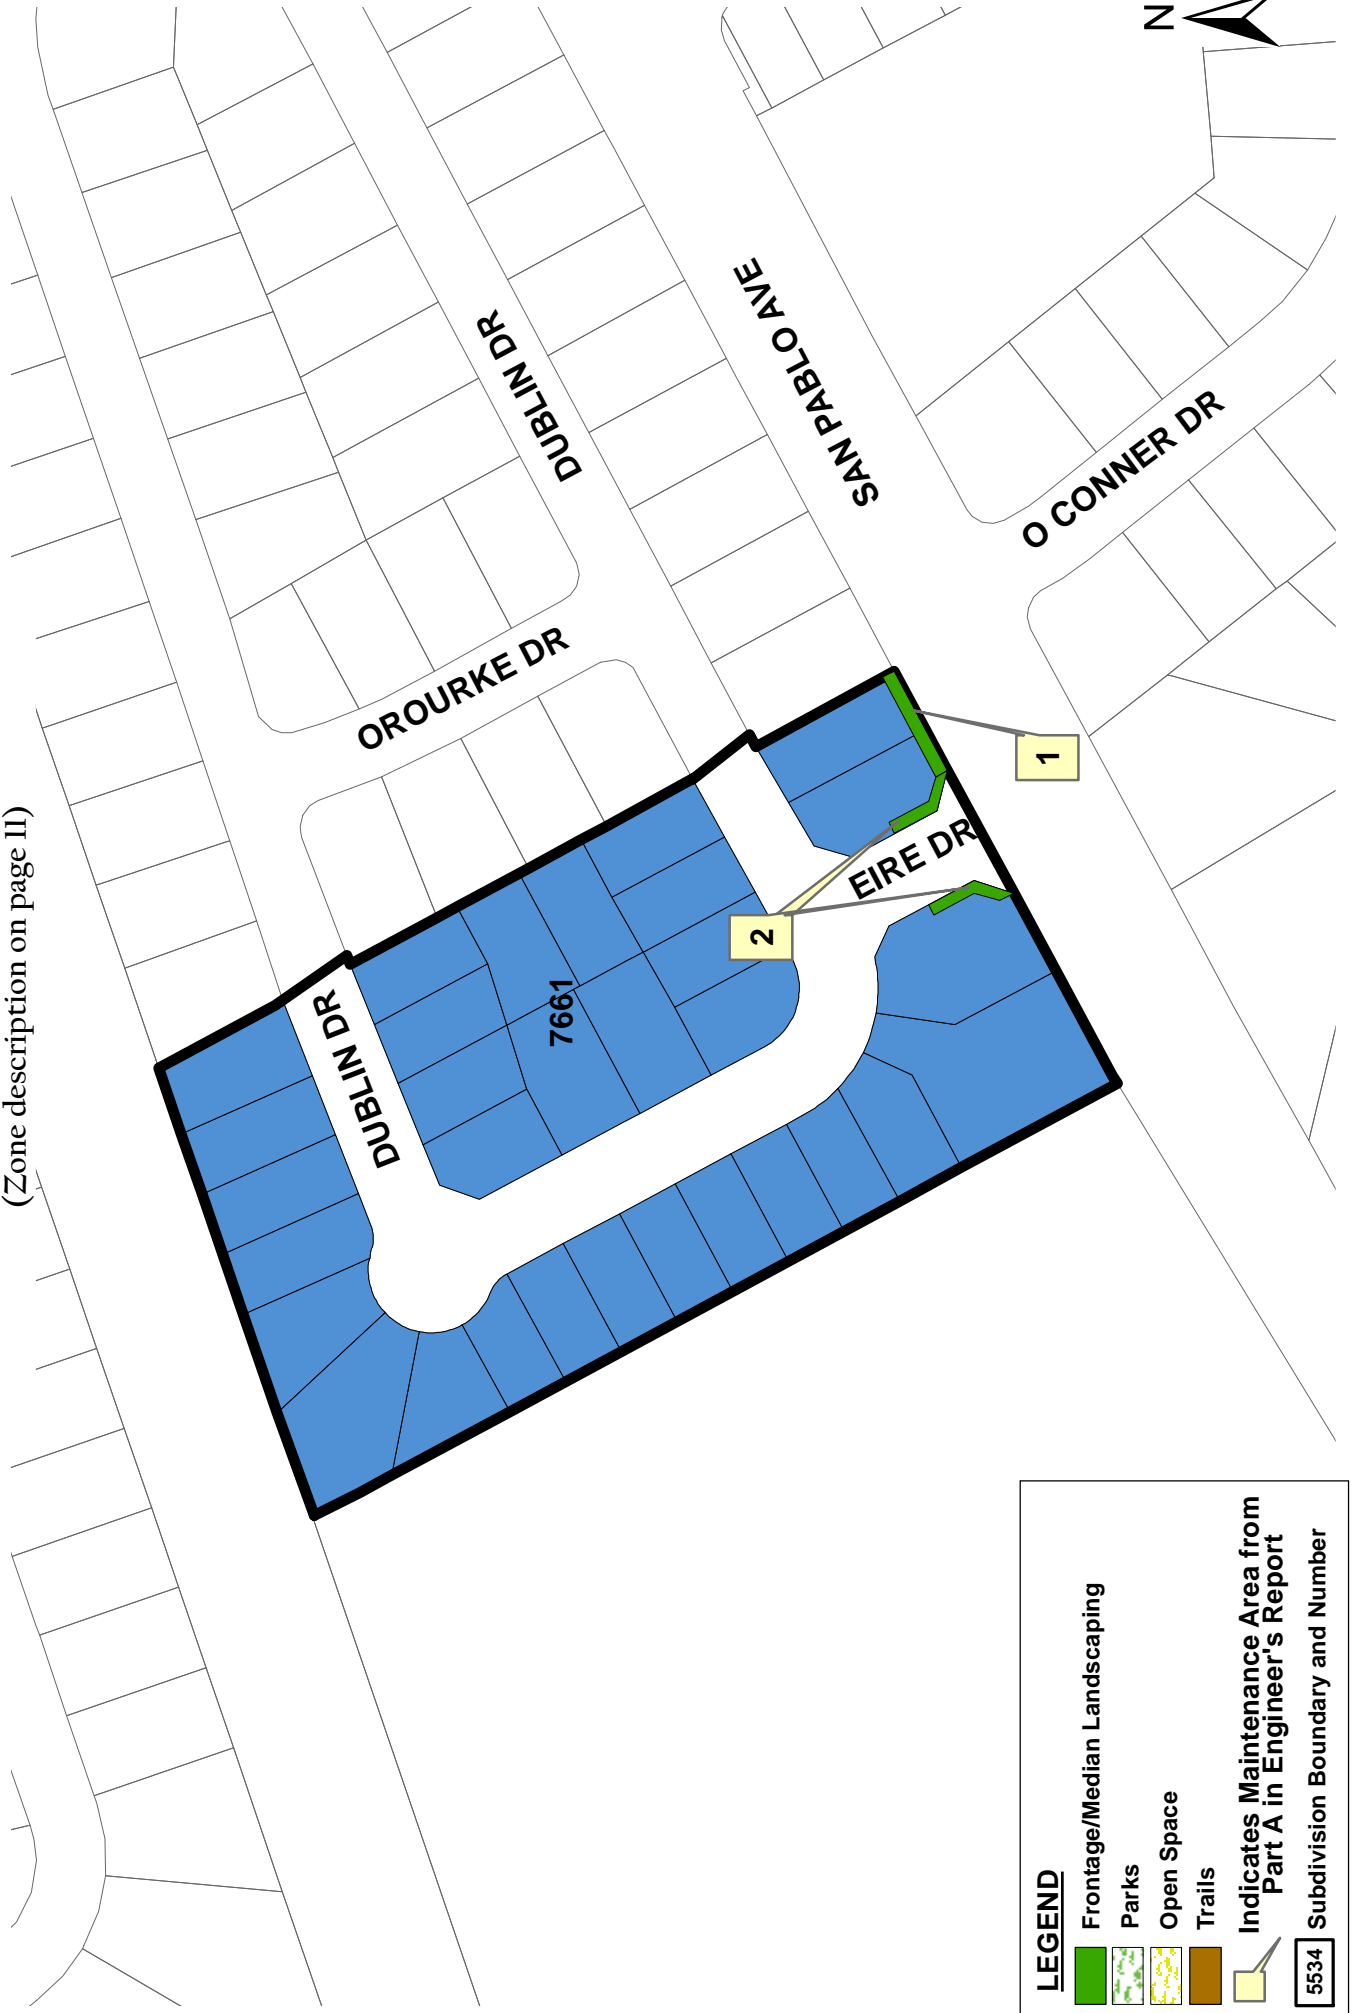 (Zone description on page II)
N
DUBLIN DR
SAN PABLO AVE
O CONNER DR
OROURKE DR
1
EIRE DR
2
7661
DUBLIN DR
LEGEND
Frontage/Median Landscaping
Parks
Open Space
Trails
Indicates Maintenance Area from
Part A in Engineer's Report
5534 Subdivision Boundary and Number